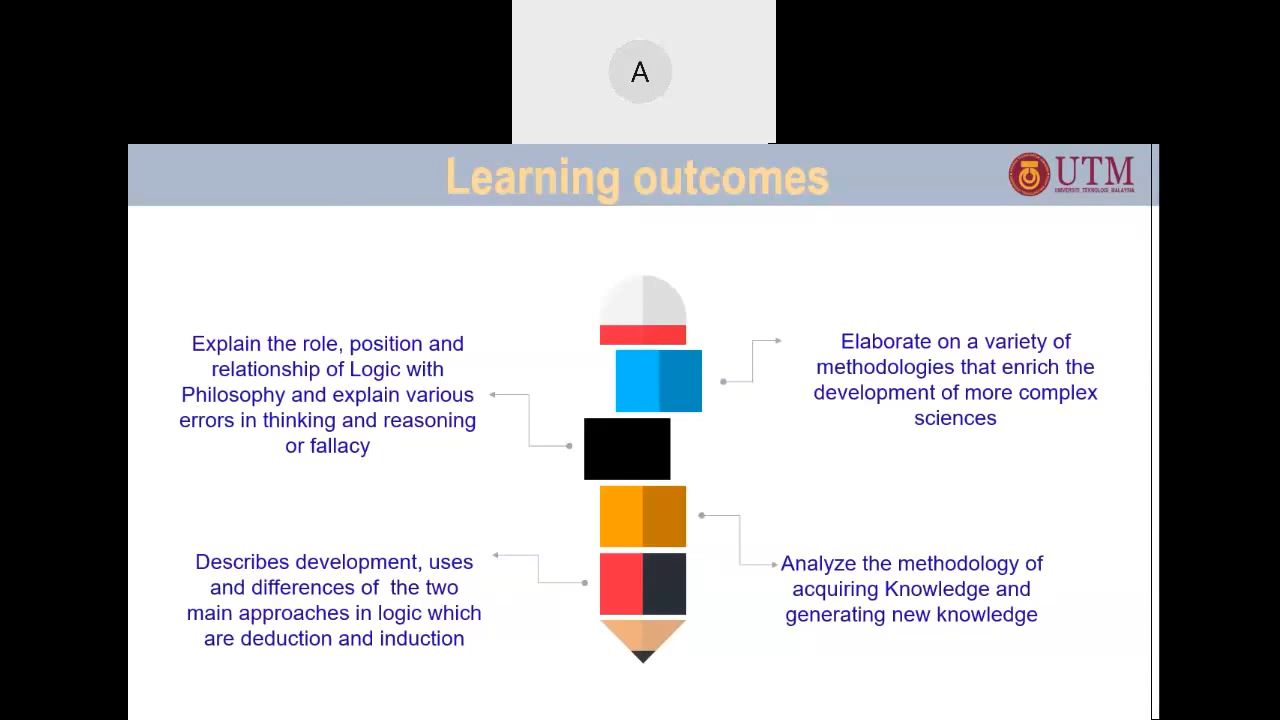 A
Learning outcomes
UTM
UNIVERSITI TEKNOLOGI MALAYSIA
Explain the role, position and
relationship of Logic with
Philosophy and explain various
errors in thinking and reasoning
or fallacy
Elaborate on a variety of
methodologies that enrich the
development of more complex
sciences
Describes development, uses
and differences of  the two
main approaches in logic which
are deduction and induction
Analyze the methodology of
acquiring Knowledge and
generating new knowledge